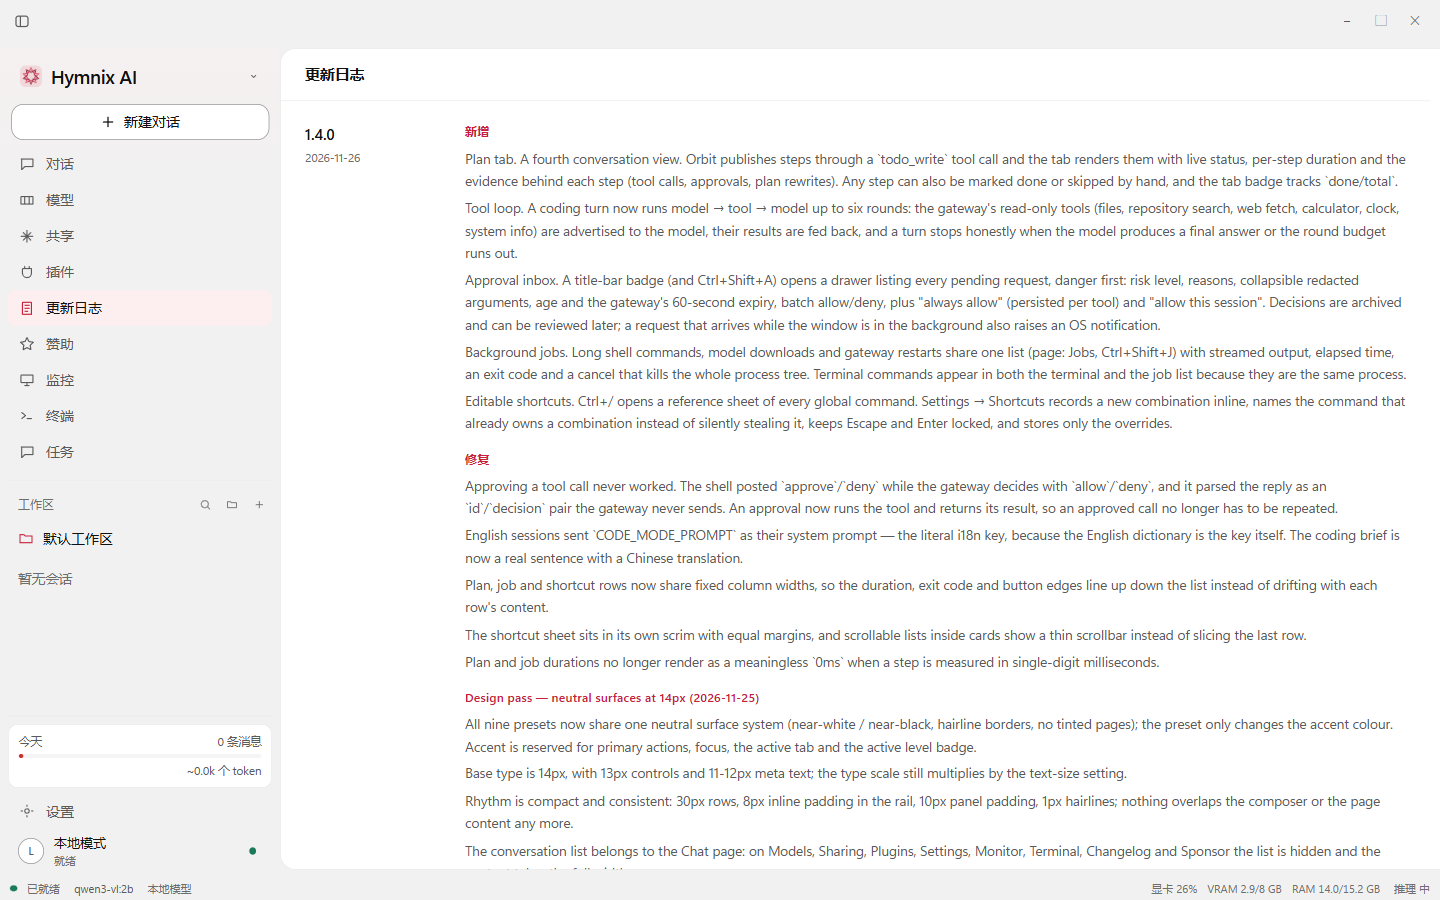 Hymnix AI
新建对话
对话
模型
共享
插件
更新日志
赞助
监控
终端
任务
工作区
默认工作区
暂无会话
今天
0 条消息
~0.0k 个 token
设置
L
本地模式
就绪
更新日志
1.4.0
2026-11-26
新增
Plan tab. A fourth conversation view. Orbit publishes steps through a `todo_write` tool call and the tab renders them with live status, per-step duration and the
evidence behind each step (tool calls, approvals, plan rewrites). Any step can also be marked done or skipped by hand, and the tab badge tracks `done/total`.
Tool loop. A coding turn now runs model → tool → model up to six rounds: the gateway's read-only tools (files, repository search, web fetch, calculator, clock,
system info) are advertised to the model, their results are fed back, and a turn stops honestly when the model produces a final answer or the round budget
runs out.
Approval inbox. A title-bar badge (and Ctrl+Shift+A) opens a drawer listing every pending request, danger first: risk level, reasons, collapsible redacted
arguments, age and the gateway's 60-second expiry, batch allow/deny, plus "always allow" (persisted per tool) and "allow this session". Decisions are archived
and can be reviewed later; a request that arrives while the window is in the background also raises an OS notification.
Background jobs. Long shell commands, model downloads and gateway restarts share one list (page: Jobs, Ctrl+Shift+J) with streamed output, elapsed time,
an exit code and a cancel that kills the whole process tree. Terminal commands appear in both the terminal and the job list because they are the same process.
Editable shortcuts. Ctrl+/ opens a reference sheet of every global command. Settings → Shortcuts records a new combination inline, names the command that
already owns a combination instead of silently stealing it, keeps Escape and Enter locked, and stores only the overrides.
修复
Approving a tool call never worked. The shell posted `approve`/`deny` while the gateway decides with `allow`/`deny`, and it parsed the reply as an
`id`/`decision` pair the gateway never sends. An approval now runs the tool and returns its result, so an approved call no longer has to be repeated.
English sessions sent `CODE_MODE_PROMPT` as their system prompt — the literal i18n key, because the English dictionary is the key itself. The coding brief is
now a real sentence with a Chinese translation.
Plan, job and shortcut rows now share fixed column widths, so the duration, exit code and button edges line up down the list instead of drifting with each
row's content.
The shortcut sheet sits in its own scrim with equal margins, and scrollable lists inside cards show a thin scrollbar instead of slicing the last row.
Plan and job durations no longer render as a meaningless `0ms` when a step is measured in single-digit milliseconds.
Design pass — neutral surfaces at 14px (2026-11-25)
All nine presets now share one neutral surface system (near-white / near-black, hairline borders, no tinted pages); the preset only changes the accent colour.
Accent is reserved for primary actions, focus, the active tab and the active level badge.
Base type is 14px, with 13px controls and 11-12px meta text; the type scale still multiplies by the text-size setting.
Rhythm is compact and consistent: 30px rows, 8px inline padding in the rail, 10px panel padding, 1px hairlines; nothing overlaps the composer or the page
content any more.
The conversation list belongs to the Chat page: on Models, Sharing, Plugins, Settings, Monitor, Terminal, Changelog and Sponsor the list is hidden and the
已就绪
qwen3-vl:2b
本地模型
显卡 26%
VRAM 2.9/8 GB
RAM 14.0/15.2 GB
推理 中